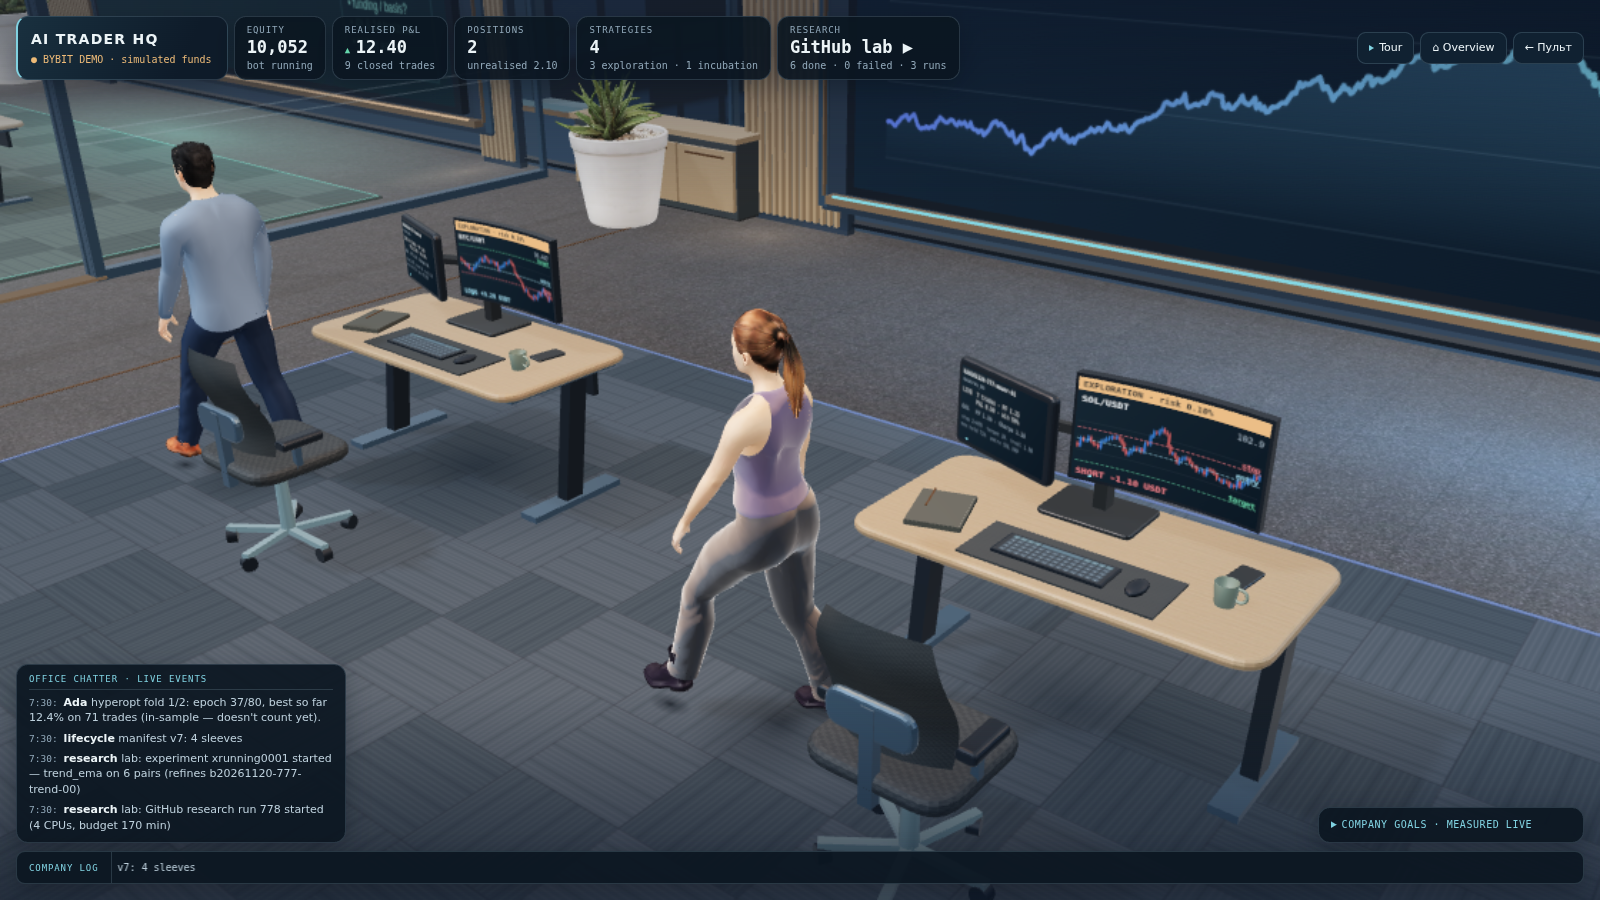 AI TRADER HQ
● BYBIT DEMO · simulated funds
EQUITY
10,052
bot running
REALISED P&L
▲ 12.40
9 closed trades
POSITIONS
2
unrealised 2.10
STRATEGIES
4
3 exploration · 1 incubation
RESEARCH
GitHub lab ▶
6 done · 0 failed · 3 runs
▶ Tour
⌂ Overview
← Пульт
EXPLORATION - risk 0.10%
SOL/USDT
102.9
stop
SHORT -1.10 USDT
Target
OFFICE CHATTER · LIVE EVENTS
7:30: Ada hyperopt fold 1/2: epoch 37/80, best so far
12.4% on 71 trades (in-sample — doesn't count yet).
7:30: lifecycle manifest v7: 4 sleeves
7:30: research lab: experiment xrunning0001 started
— trend_ema on 6 pairs (refines b20261120-777-
trend-00)
7:30: research lab: GitHub research run 778 started
(4 CPUs, budget 170 min)
▶ COMPANY GOALS · MEASURED LIVE
COMPANY LOG
v7: 4 sleeves